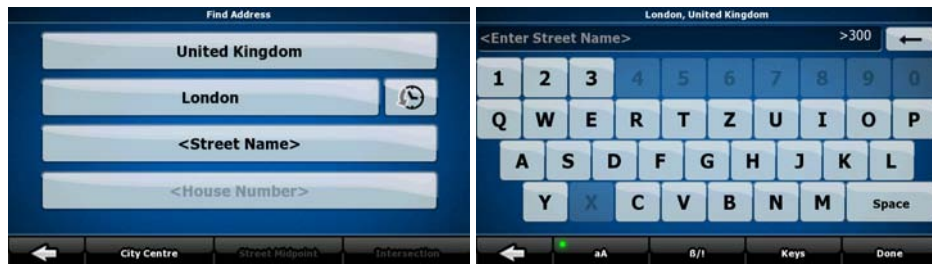 Find Address
United Kingdom
London
<Street Name>
<House Number>
City Centre Street Midpoint Intersection
London, United Kingdom
<Enter Street Name> >300
1 2 3 4 5 6 7 8 9 0
Q W E R T Z U I O P
A S D F G H J K L
Y X C V B N M Space
aA ß/! Keys Done